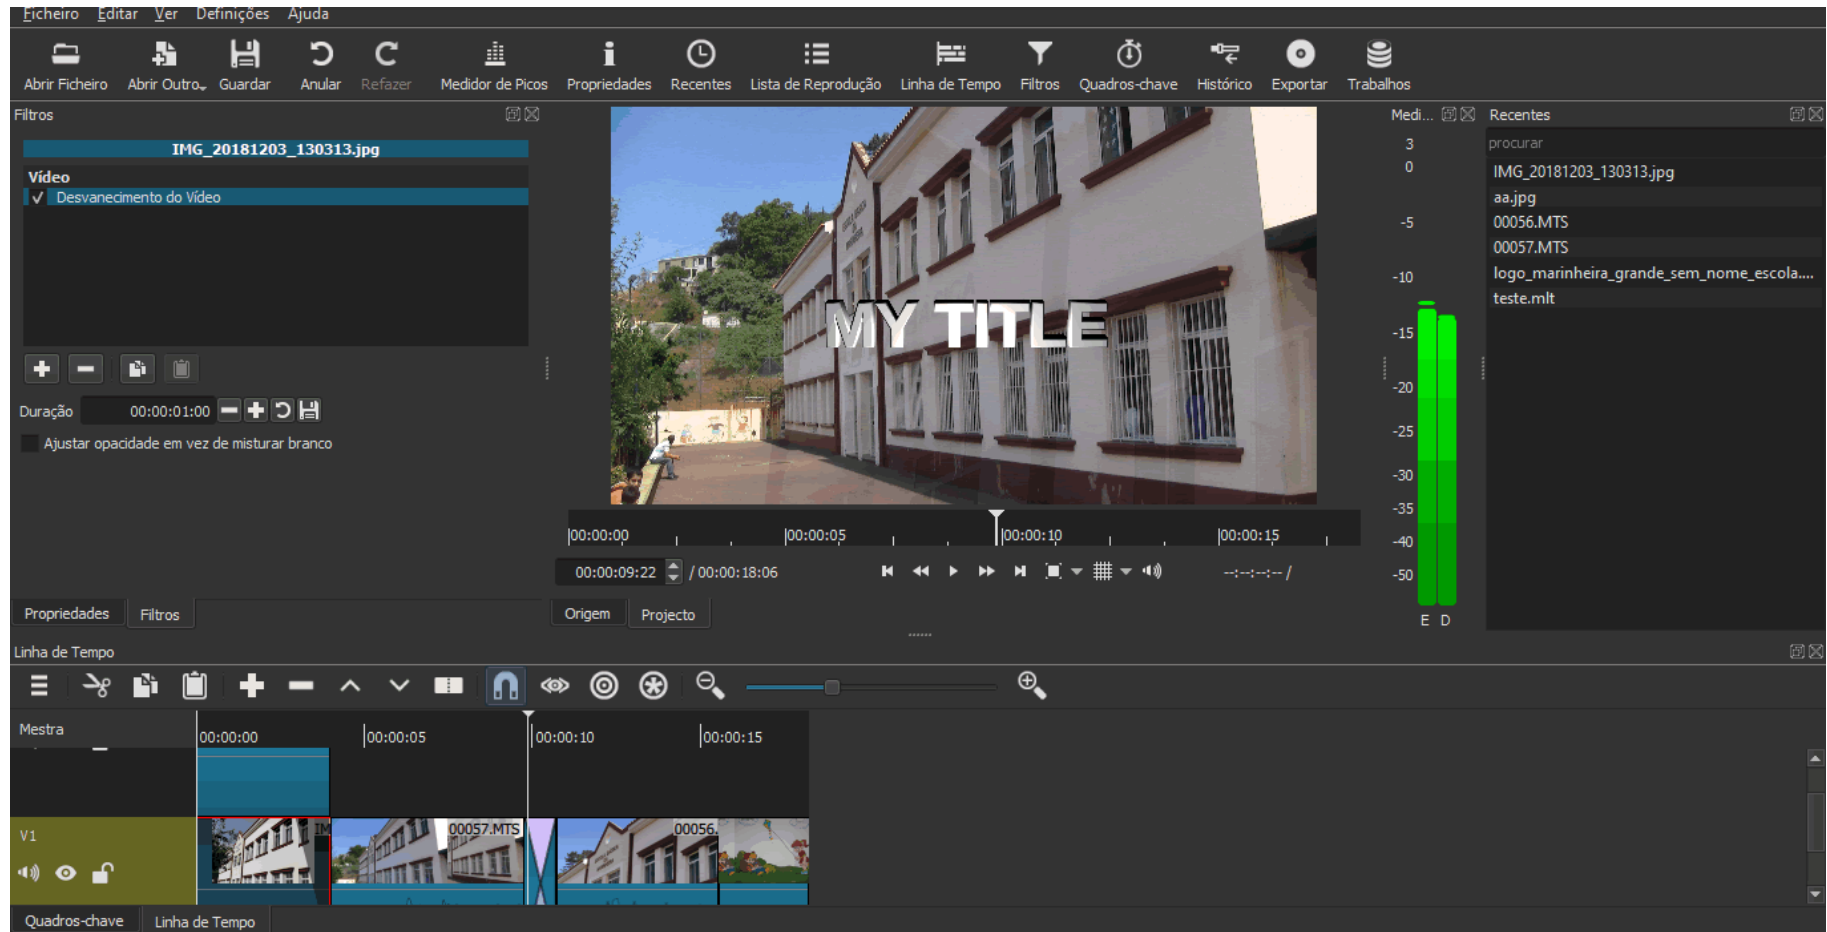 Ficheiro Editar Ver Definições Ajuda
Abrir Ficheiro Abrir Outro... Guardar Anular Refazer Medidor de Picos Propriedades Recentes Lista de Reprodução Linha de Tempo Filtros Quadros-chave Histórico Exportar Trabalhos
Filtros
IMG_20181203_130313.jpg
Vídeo
Desvanecimento do Vídeo
Duração 00:00:01:00
Ajustar opacidade em vez de misturar branco
Propriedades Filtros
MY TITLE
00:00:00 00:00:05 00:00:10 00:00:15
00:00:09:22 / 00:00:18:06 --:--:--:-- /
Origem Projecto
Medi...
3
0
-5
-10
-15
-20
-25
-30
-35
-40
-50
E D
Recentes
procurar
IMG_20181203_130313.jpg
aa.jpg
00056.MTS
00057.MTS
logo_marinheira_grande_sem_nome_escola....
teste.mlt
Linha de Tempo
Mestra
00:00:00 00:00:05 00:00:10 00:00:15
V1
IM 00057.MTS 00056.
Quadros-chave Linha de Tempo